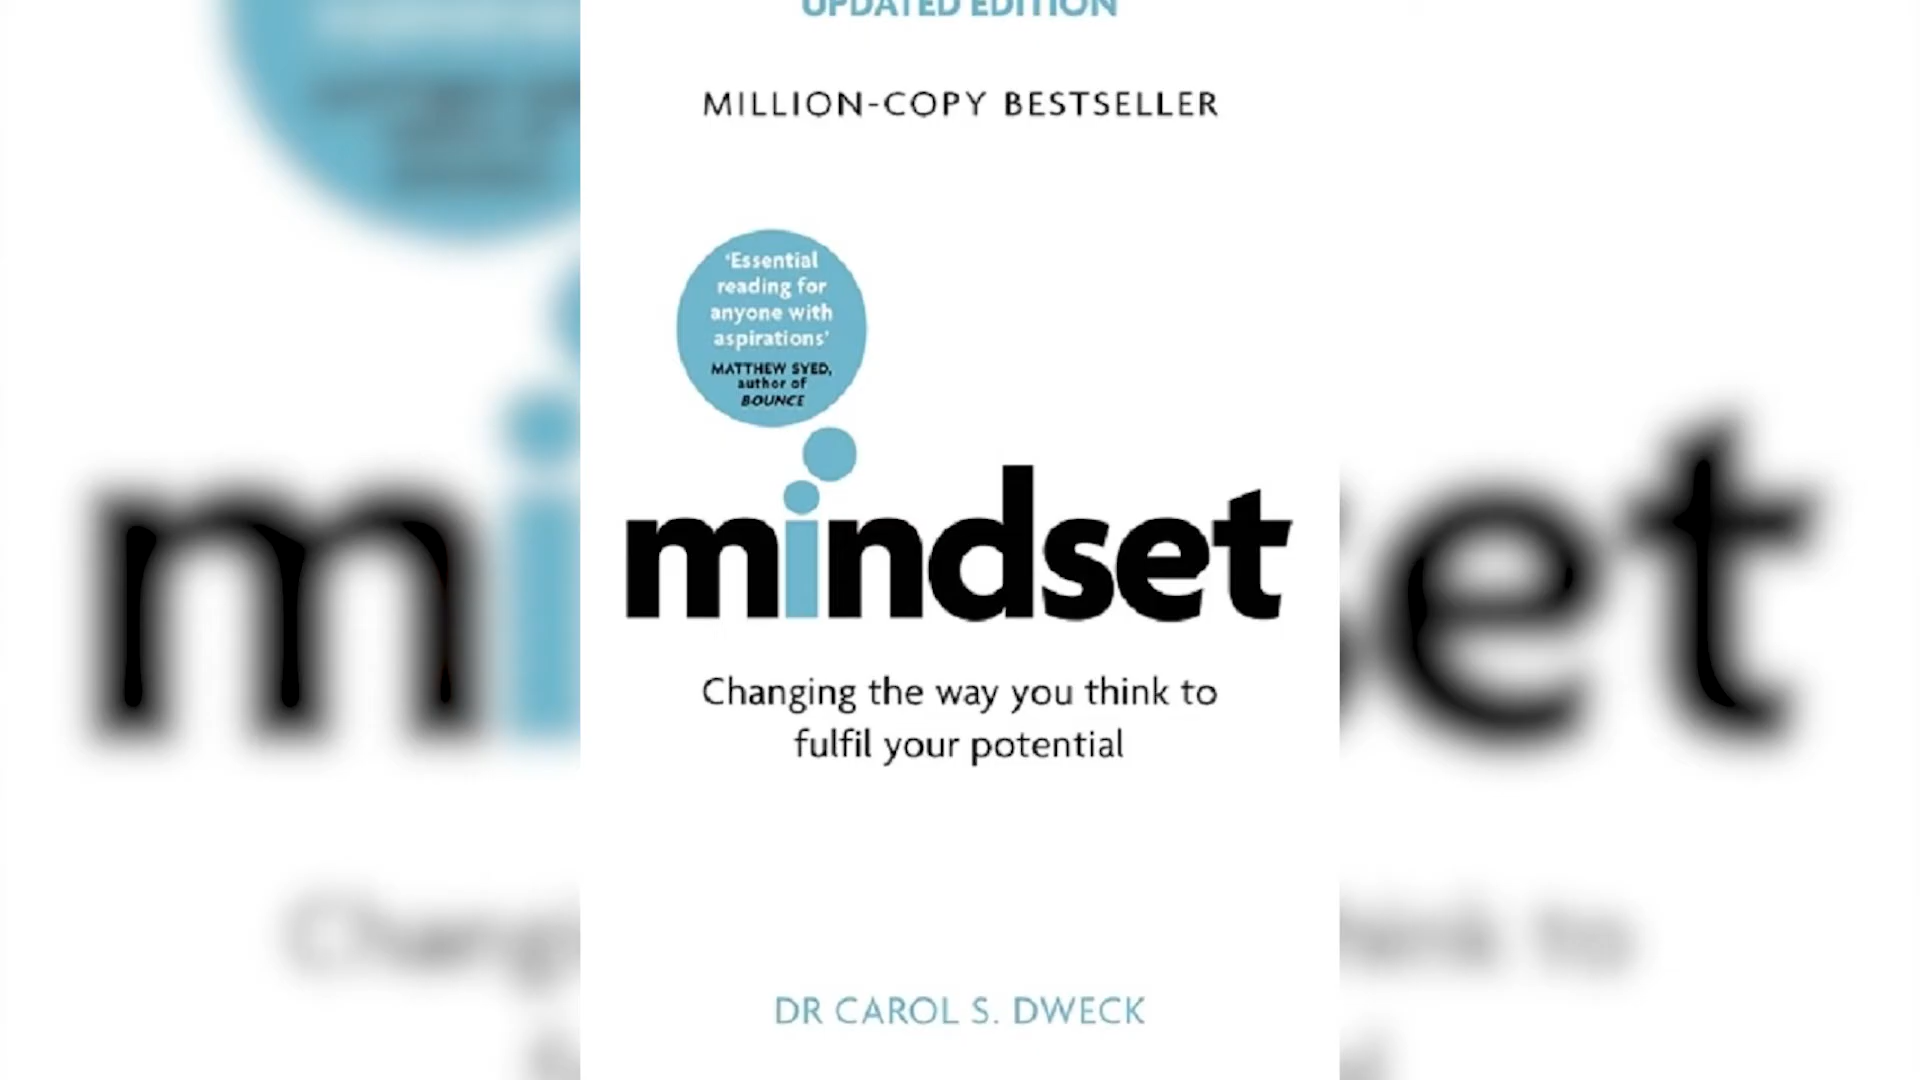 UPDATED EDITION
MILLION-COPY BESTSELLER
'Essential
reading for
anyone with
aspirations'
MATTHEW SYED,
author of
BOUNCE
mindset
Changing the way you think to
fulfil your potential
DR CAROL S. DWECK